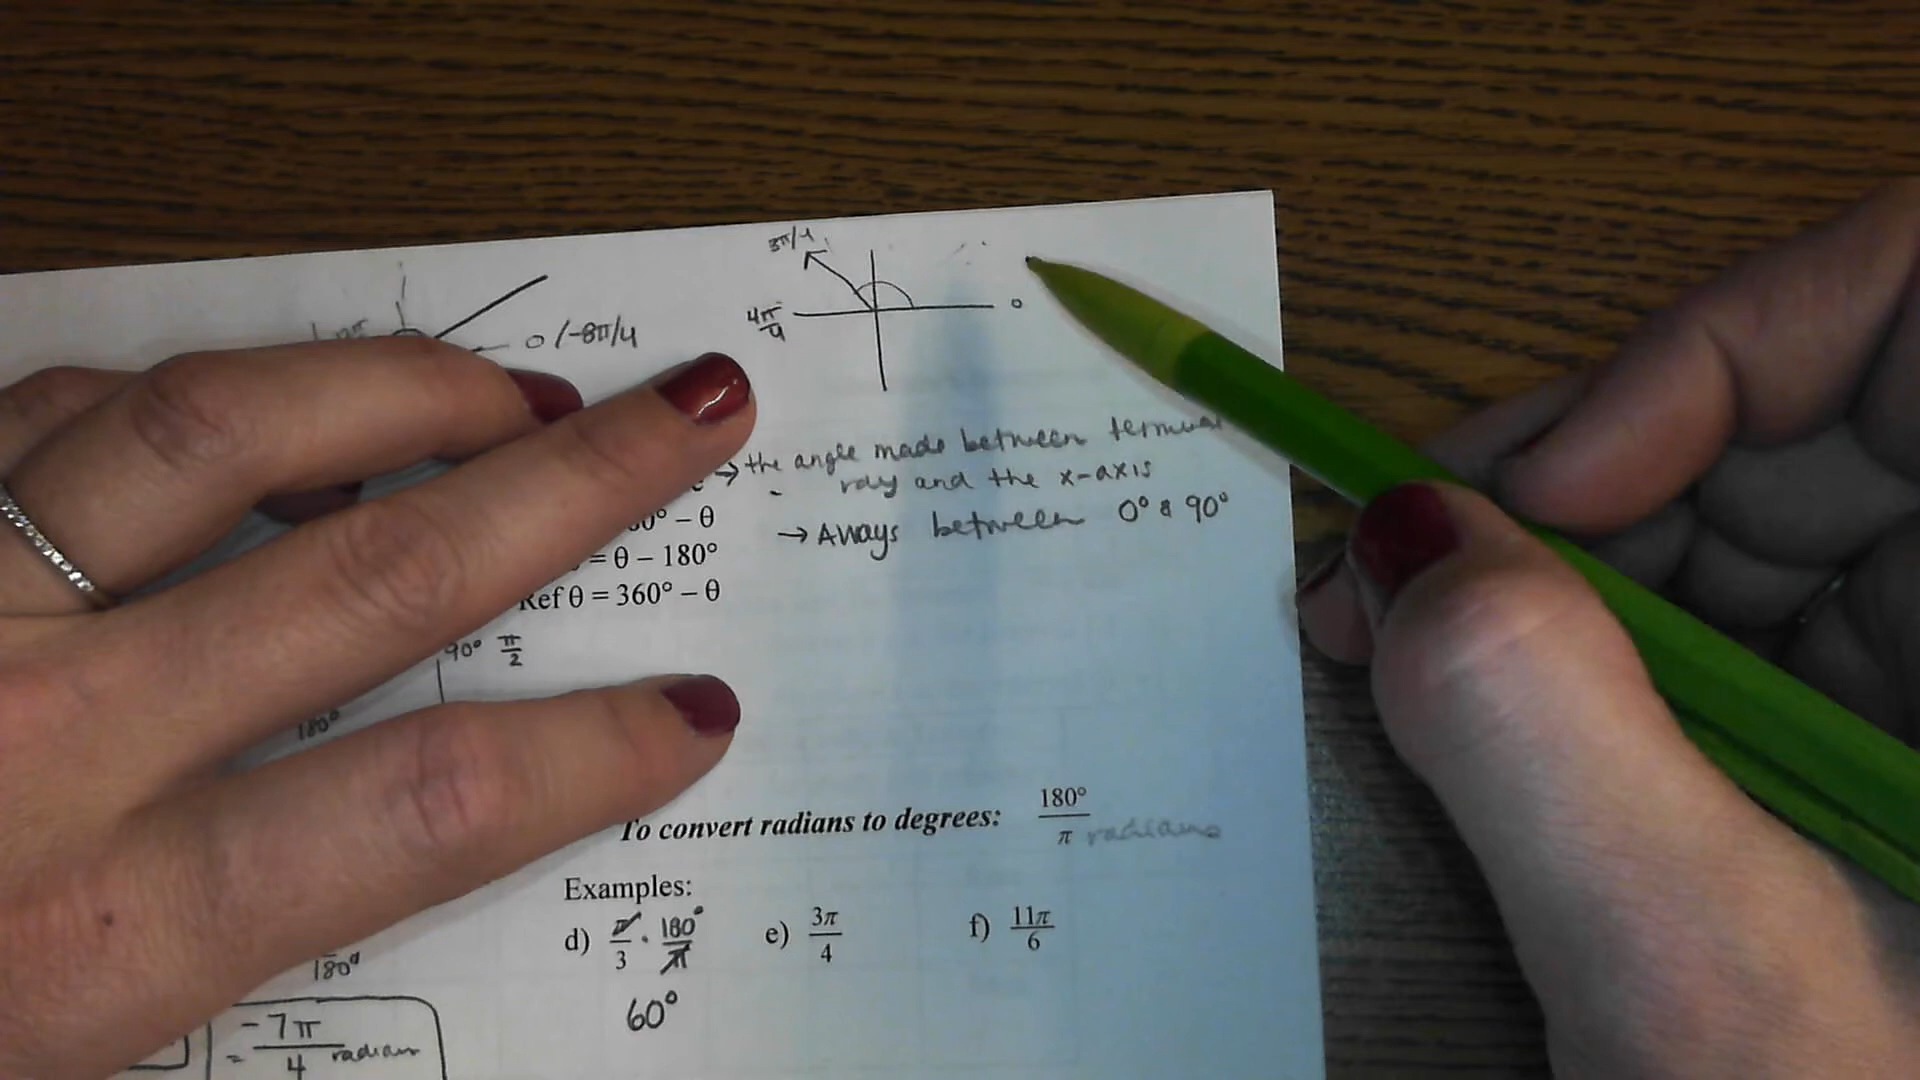 3π/4
0/-8π/4
4π/4
0
→ the angle made between terminal
ray and the x-axis
→ Always between 0° & 90°
0° – θ
= θ – 180°
Ref θ = 360° – θ
90° π/2
180°
To convert radians to degrees: 180°/π radians
Examples:
d) π/3 · 180°/π e) 3π/4 f) 11π/6
180°
60°
= -7π/4 radian